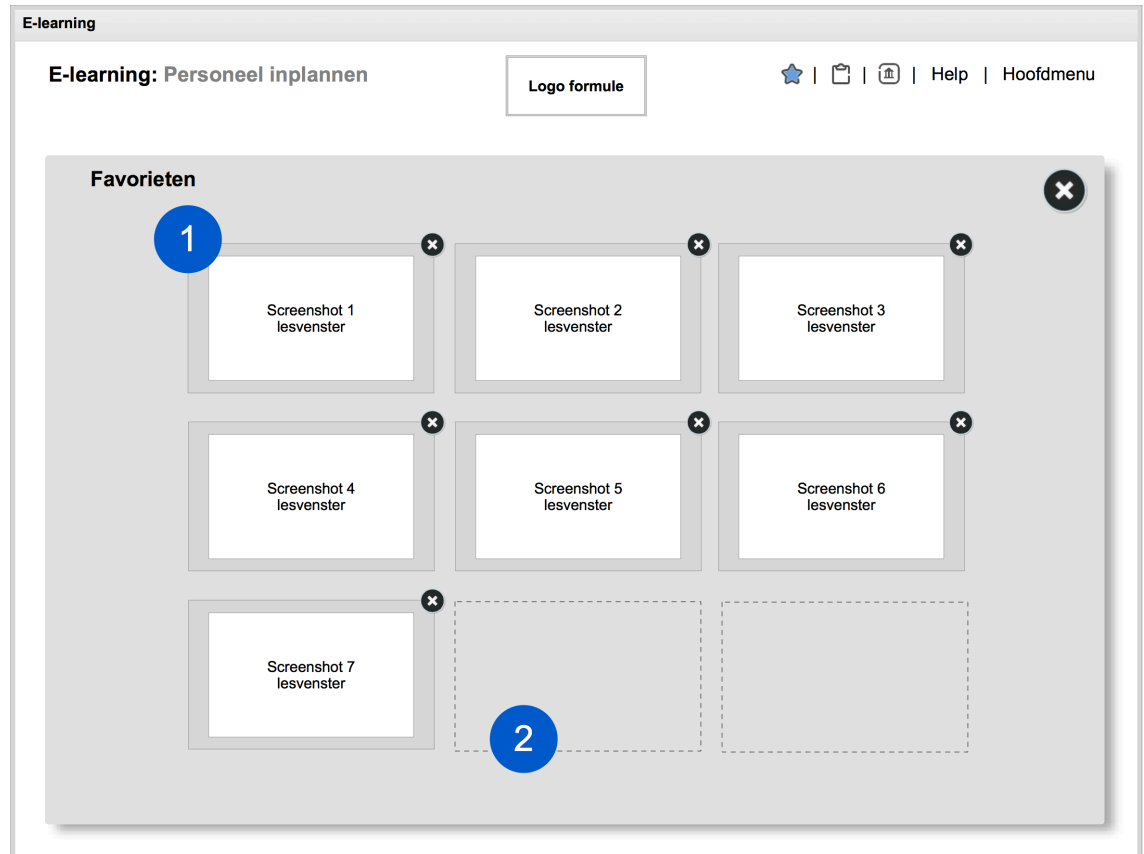 E-learning
E-learning: Personeel inplannen
Logo formule
| | | Help | Hoofdmenu
Favorieten
1
Screenshot 1
lesvenster
Screenshot 2
lesvenster
Screenshot 3
lesvenster
Screenshot 4
lesvenster
Screenshot 5
lesvenster
Screenshot 6
lesvenster
Screenshot 7
lesvenster
2